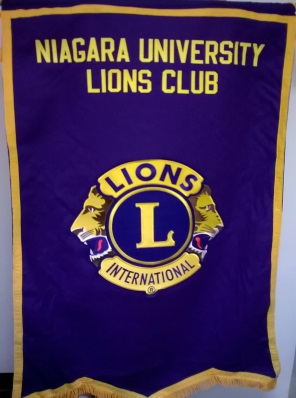 NIAGARA UNIVERSITY
LIONS CLUB
LIONS
L
INTERNATIONAL
®